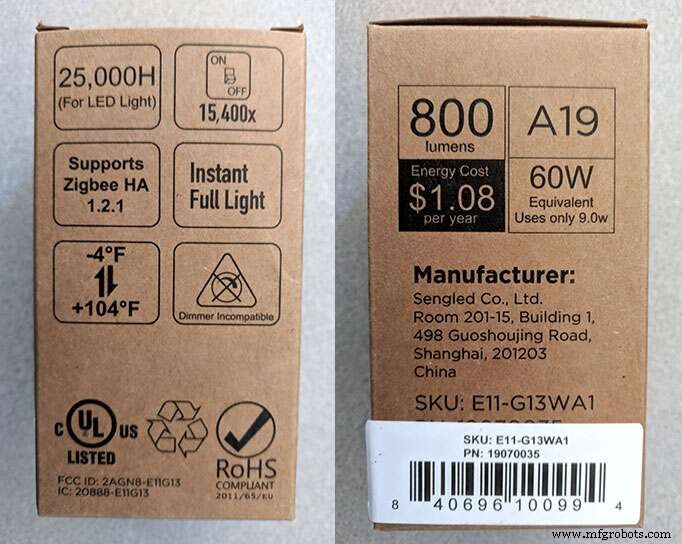 25,000H
(For LED Light)
ON
OFF
15,400x
Supports
Zigbee HA
1.2.1
Instant
Full Light
-4°F
+104°F
Dimmer Incompatible
C UL US
LISTED
RoHS
COMPLIANT
2011/65/EU
FCC ID: 2AGN8-E11G13
IC: 20888-E11G13
800
lumens
A19
Energy Cost
$1.08
per year
60W
Equivalent
Uses only 9.0w
Manufacturer:
Sengled Co., Ltd.
Room 201-15, Building 1,
498 Guoshoujing Road,
Shanghai, 201203
China
SKU: E11-G13WA1
SKU: E11-G13WA1
PN: 19070035
8 40696 10099 4
www.mfgrobots.com